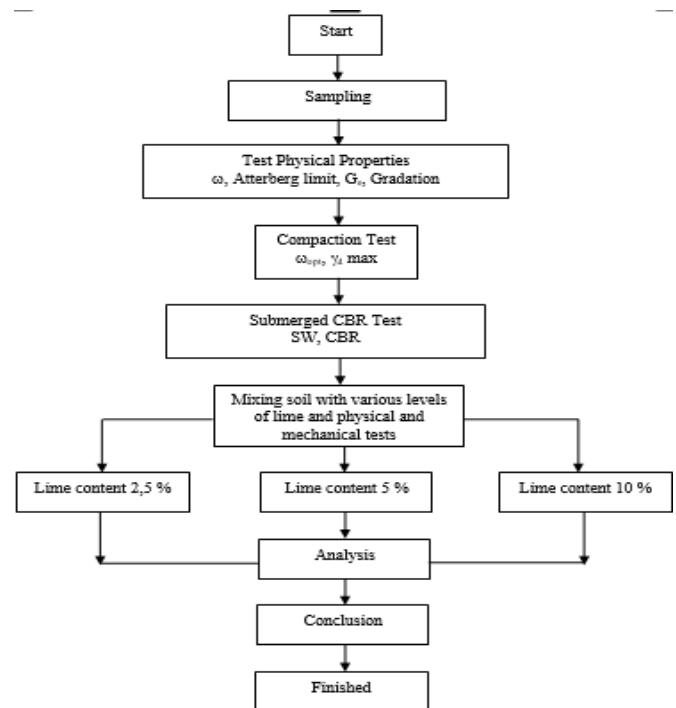 Start
Sampling
Test Physical Properties
ω, Atterberg limit, Gₛ, Gradation
Compaction Test
ωₒₚₜ, γ_d max
Submerged CBR Test
SW, CBR
Mixing soil with various levels
of lime and physical and
mechanical tests
Lime content 2,5 %
Lime content 5 %
Lime content 10 %
Analysis
Conclusion
Finished